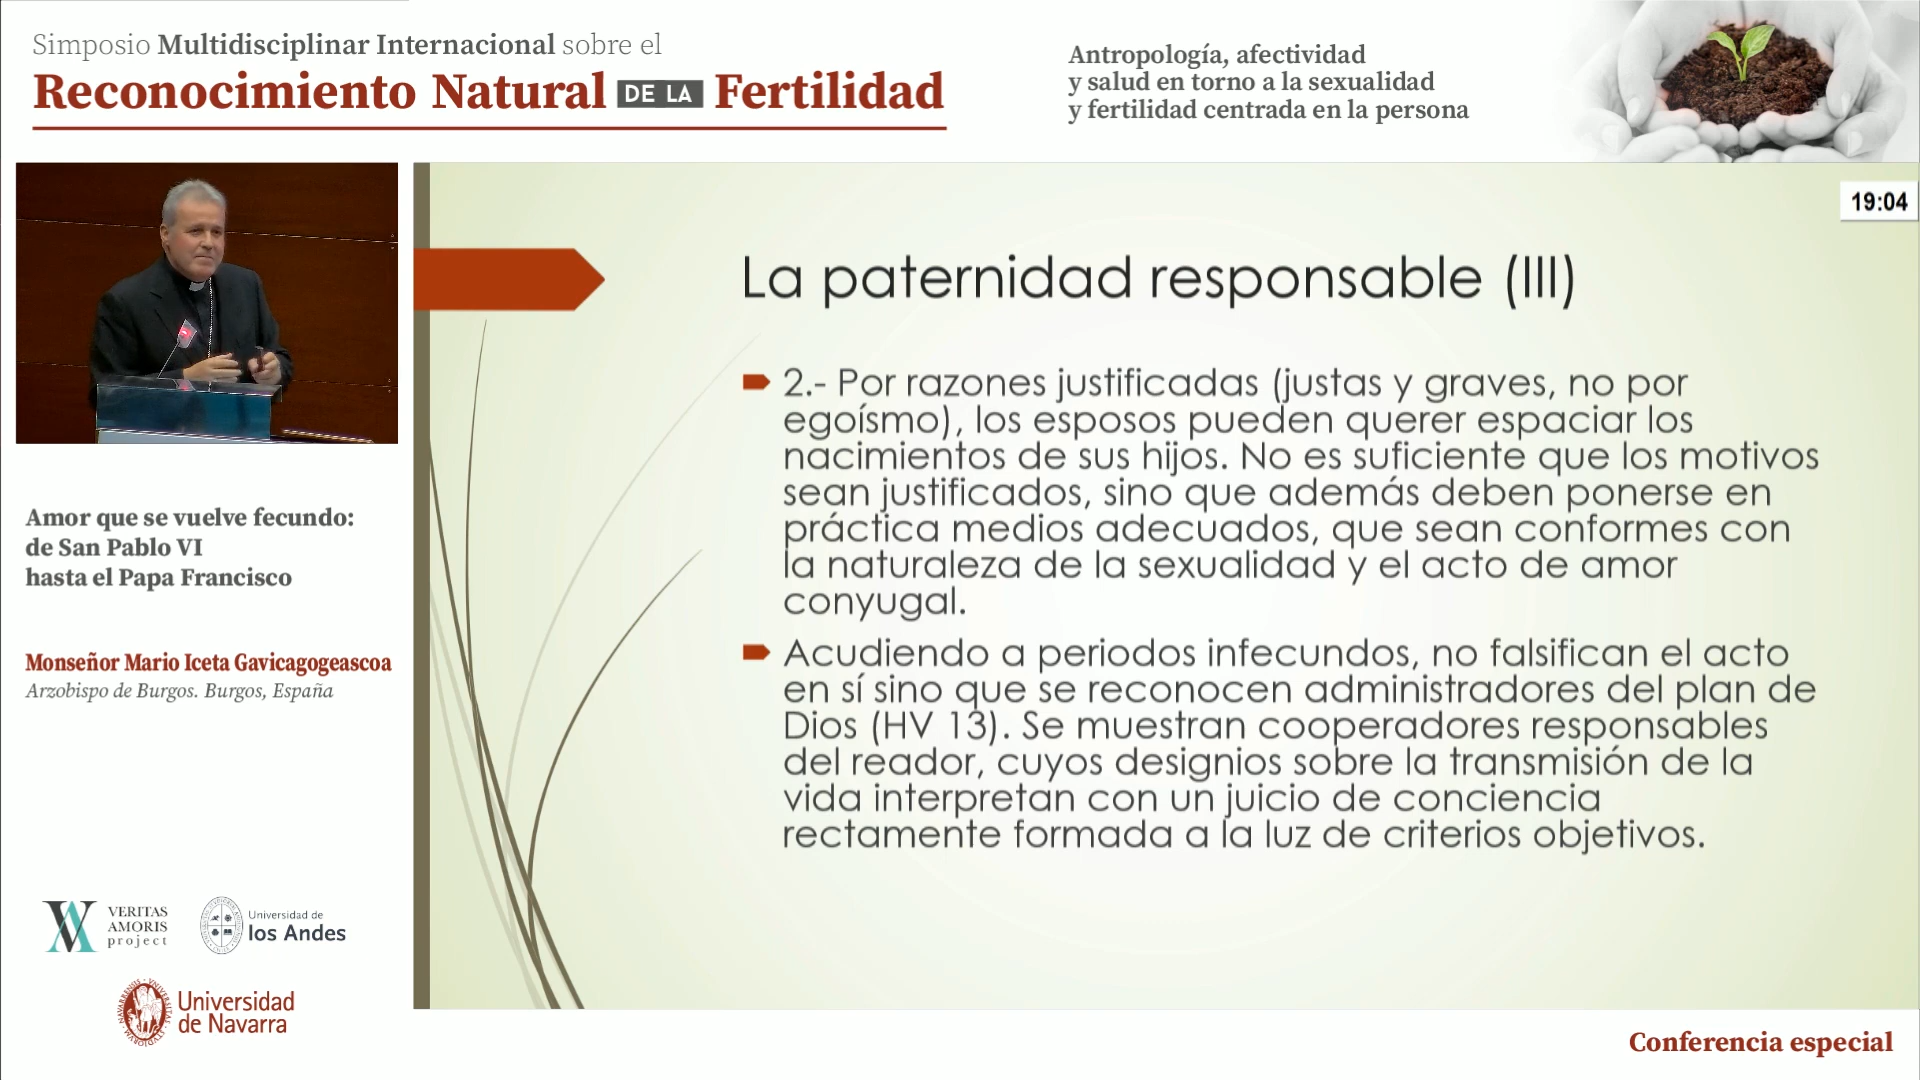 Simposio Multidisciplinar Internacional sobre el
Reconocimiento Natural DE LA Fertilidad
Antropología, afectividad
y salud en torno a la sexualidad
y fertilidad centrada en la persona
19:04
La paternidad responsable (III)
2.- Por razones justificadas (justas y graves, no por
egoísmo), los esposos pueden querer espaciar los
nacimientos de sus hijos. No es suficiente que los motivos
sean justificados, sino que además deben ponerse en
práctica medios adecuados, que sean conformes con
la naturaleza de la sexualidad y el acto de amor
conyugal.
Acudiendo a periodos infecundos, no falsifican el acto
en sí sino que se reconocen administradores del plan de
Dios (HV 13). Se muestran cooperadores responsables
del reador, cuyos designios sobre la transmisión de la
vida interpretan con un juicio de conciencia
rectamente formada a la luz de criterios objetivos.
Amor que se vuelve fecundo:
de San Pablo VI
hasta el Papa Francisco
Monseñor Mario Iceta Gavicagogeascoa
Arzobispo de Burgos. Burgos, España
VERITAS
AMORIS
project
Universidad de
los Andes
Universidad
de Navarra
Conferencia especial